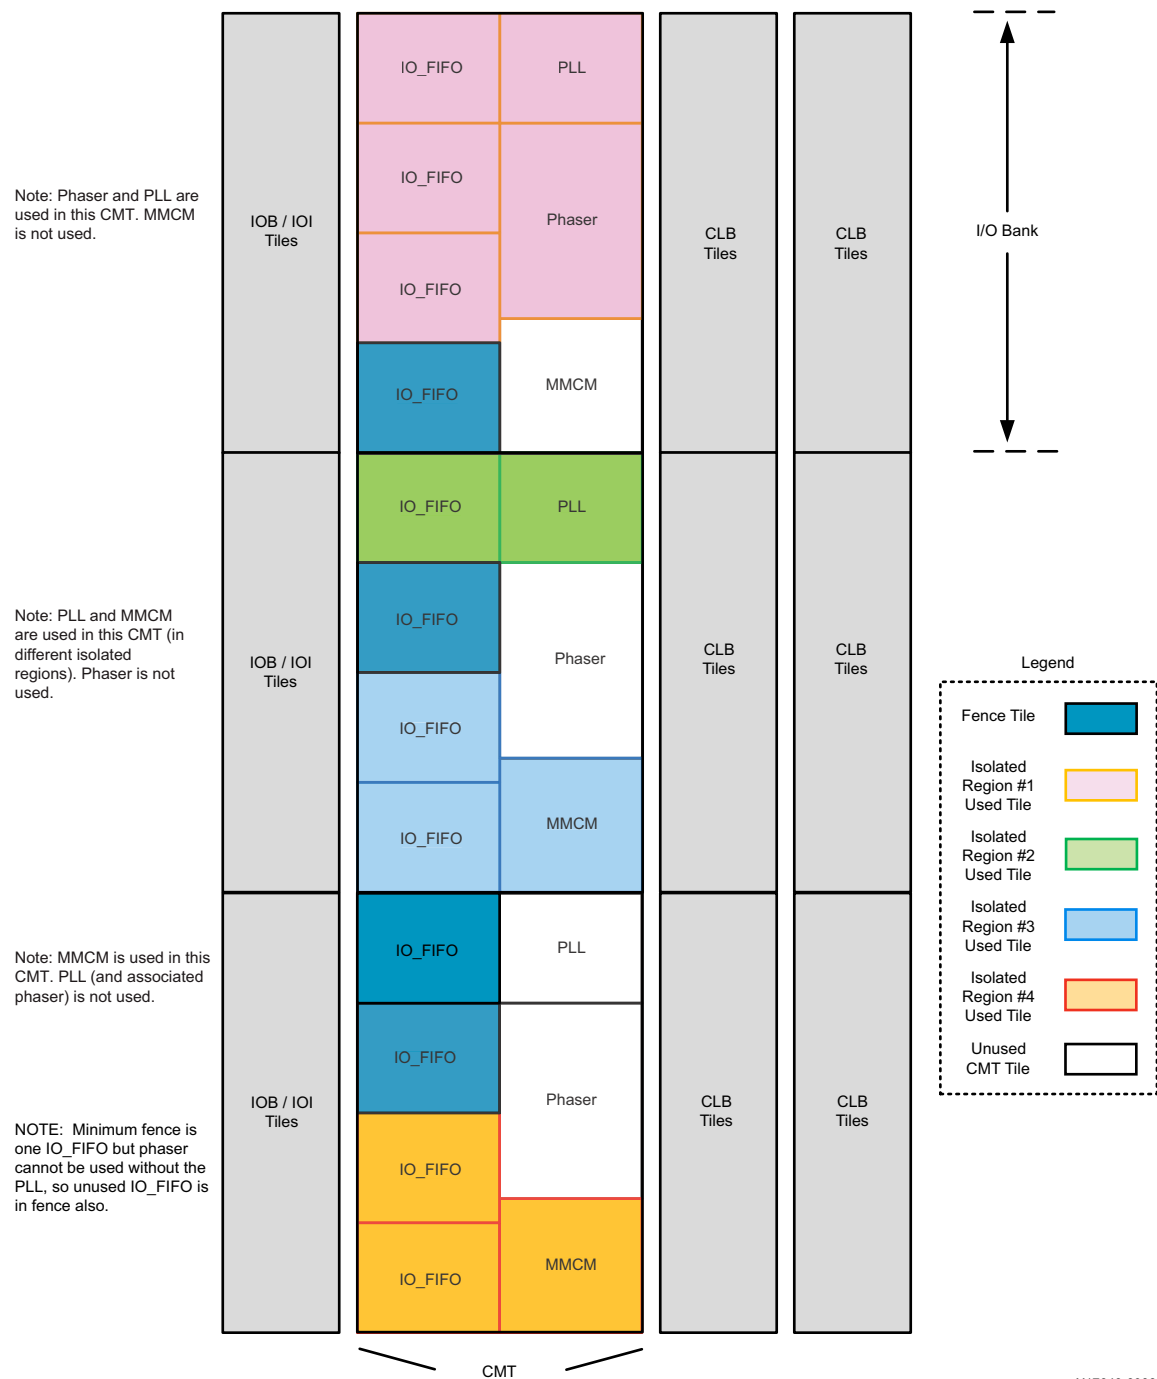 IO_FIFO
PLL
IO_FIFO
Note: Phaser and PLL are
used in this CMT. MMCM
is not used.
IOB / IOI
Tiles
Phaser
CLB
Tiles
CLB
Tiles
I/O Bank
IO_FIFO
IO_FIFO
MMCM
IO_FIFO
PLL
Note: PLL and MMCM
are used in this CMT (in
different isolated
regions). Phaser is not
used.
IO_FIFO
IOB / IOI
Tiles
Phaser
CLB
Tiles
CLB
Tiles
IO_FIFO
IO_FIFO
MMCM
Legend
Fence Tile
Isolated
Region #1
Used Tile
Isolated
Region #2
Used Tile
Isolated
Region #3
Used Tile
Isolated
Region #4
Used Tile
Unused
CMT Tile
Note: MMCM is used in this
CMT. PLL (and associated
phaser) is not used.
IO_FIFO
PLL
IO_FIFO
IOB / IOI
Tiles
Phaser
CLB
Tiles
CLB
Tiles
NOTE: Minimum fence is
one IO_FIFO but phaser
cannot be used without the
PLL, so unused IO_FIFO is
in fence also.
IO_FIFO
IO_FIFO
MMCM
CMT